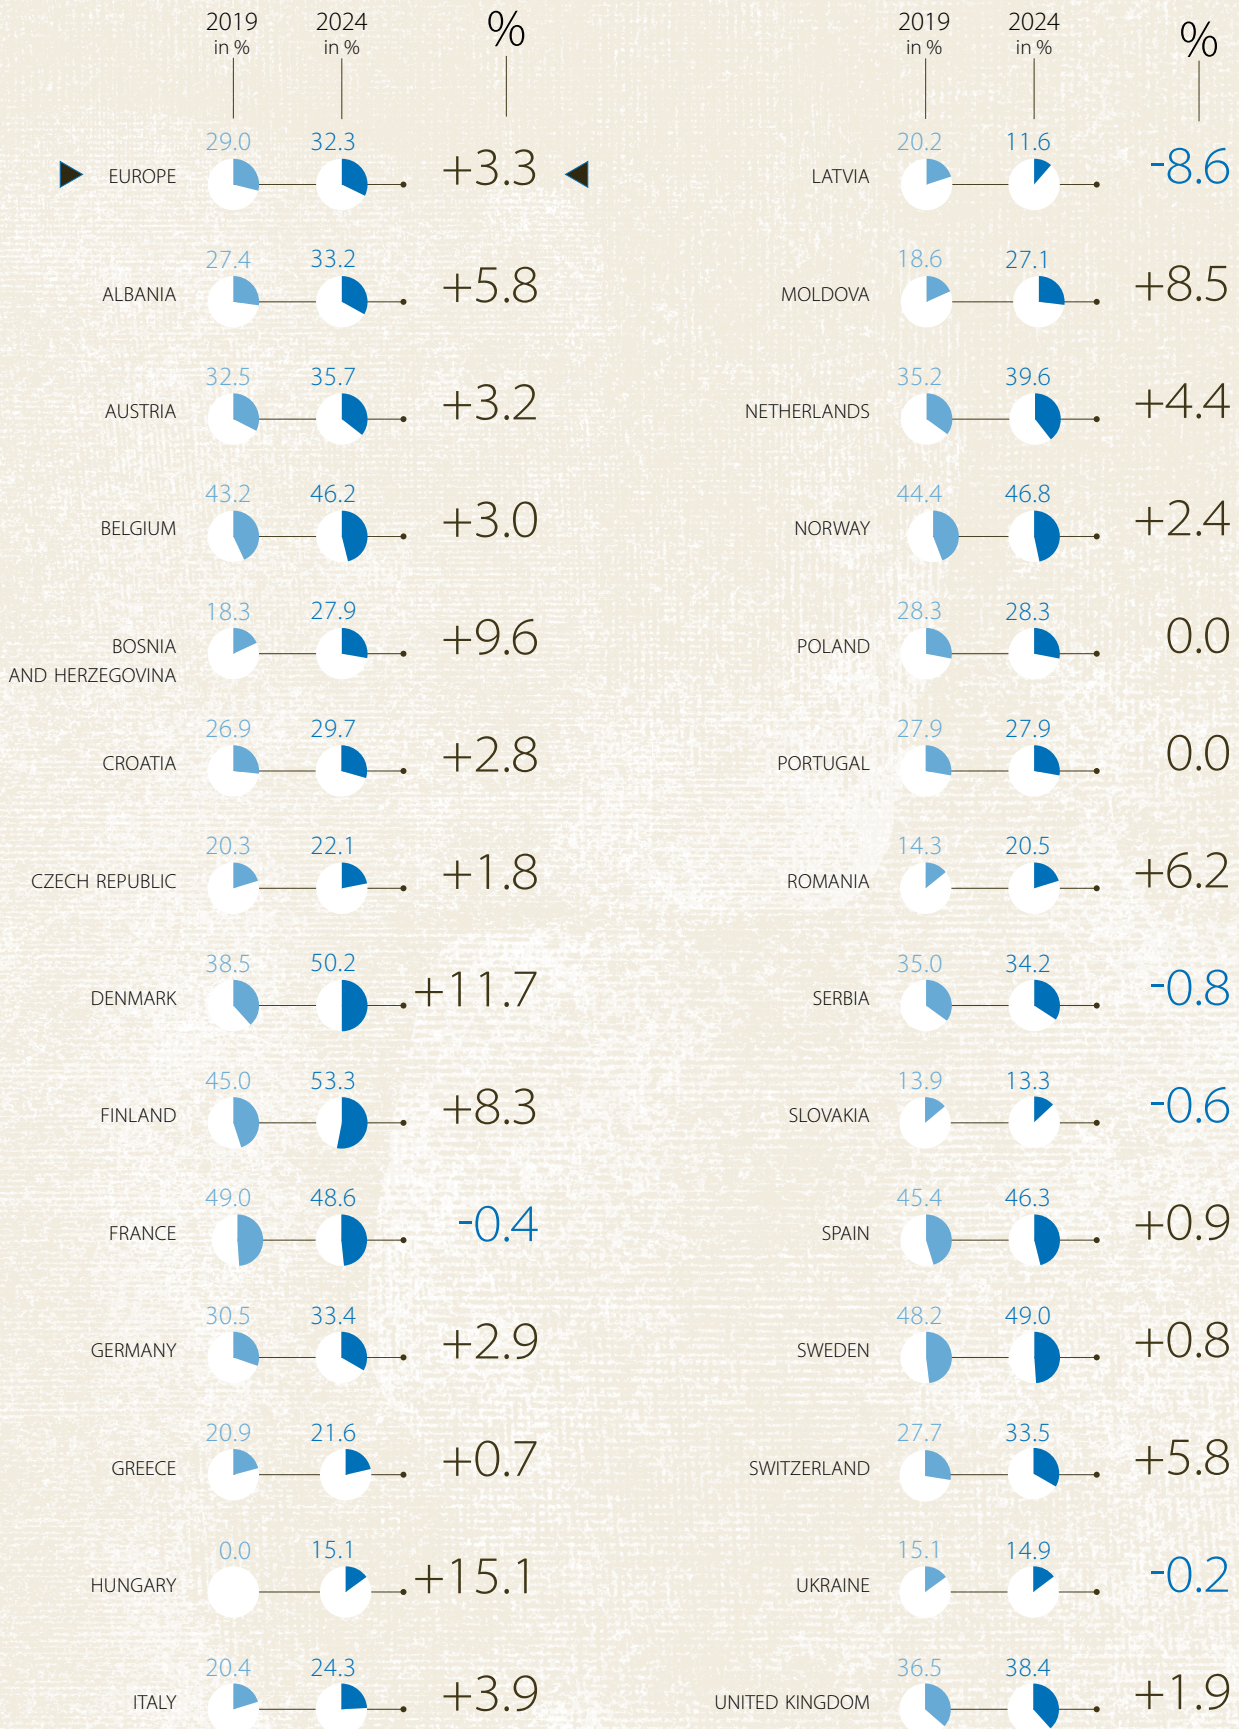 2019 2024 %
in % in %
29.0 32.3
EUROPE +3.3
27.4 33.2
ALBANIA +5.8
32.5 35.7
AUSTRIA +3.2
43.2 46.2
BELGIUM +3.0
18.3 27.9
BOSNIA +9.6
AND HERZEGOVINA
26.9 29.7
CROATIA +2.8
20.3 22.1
CZECH REPUBLIC +1.8
38.5 50.2
DENMARK +11.7
45.0 53.3
FINLAND +8.3
49.0 48.6
FRANCE -0.4
30.5 33.4
GERMANY +2.9
20.9 21.6
GREECE +0.7
0.0 15.1
HUNGARY +15.1
20.4 24.3
ITALY +3.9
2019 2024 %
in % in %
20.2 11.6
LATVIA -8.6
18.6 27.1
MOLDOVA +8.5
35.2 39.6
NETHERLANDS +4.4
44.4 46.8
NORWAY +2.4
28.3 28.3
POLAND 0.0
27.9 27.9
PORTUGAL 0.0
14.3 20.5
ROMANIA +6.2
35.0 34.2
SERBIA -0.8
13.9 13.3
SLOVAKIA -0.6
45.4 46.3
SPAIN +0.9
48.2 49.0
SWEDEN +0.8
27.7 33.5
SWITZERLAND +5.8
15.1 14.9
UKRAINE -0.2
36.5 38.4
UNITED KINGDOM +1.9